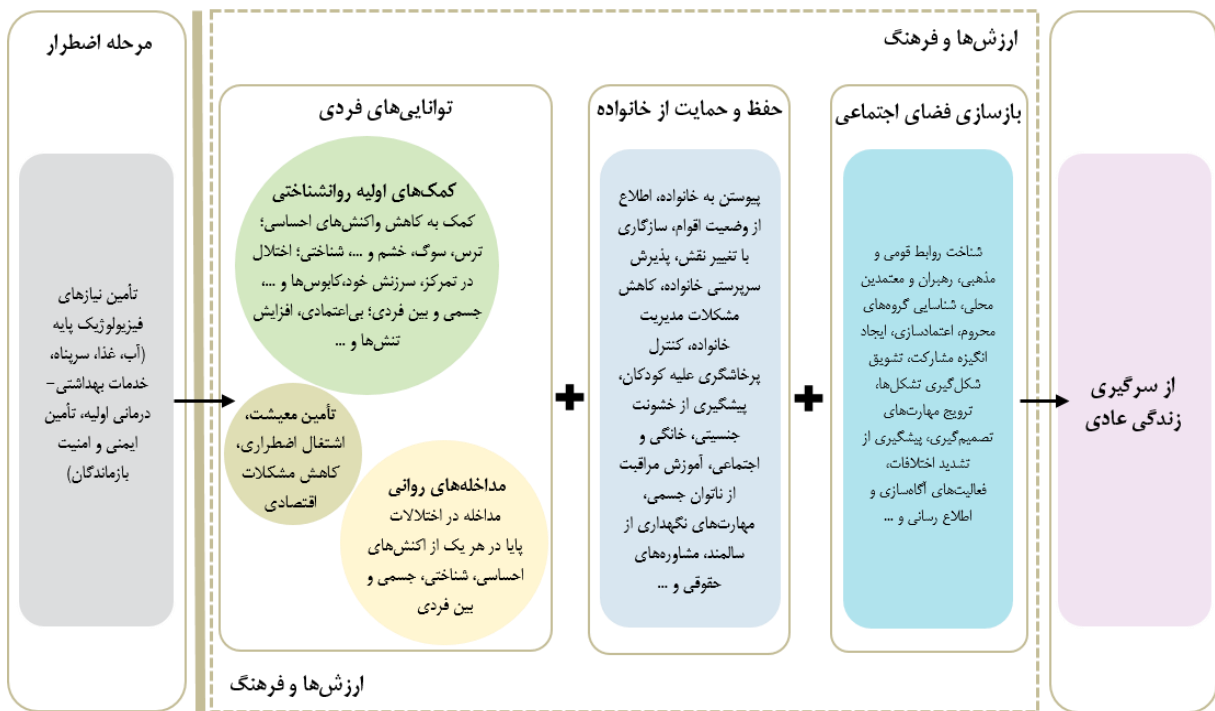 مرحله اضطرار
تأمین نیازهای
فیزیولوژیک پایه
(آب، غذا، سرپناه،
خدمات بهداشتی-
درمانی اولیه، تأمین
ایمنی و امنیت
بازماندگان)
ارزش‌ها و فرهنگ
توانایی‌های فردی
کمک‌های اولیه روانشناختی
کمک به کاهش واکنش‌های احساسی؛
ترس، سوگ، خشم و ...، شناختی؛ اختلال
در تمرکز، سرزنش خود،کابوس‌ها و ...،
جسمی و بین فردی؛ بی‌اعتمادی، افزایش
تنش‌ها و ...
تأمین معیشت،
اشتغال اضطراری،
کاهش مشکلات
اقتصادی
مداخله‌های روانی
مداخله در اختلالات
پایا در هر یک از اکنش‌های
احساسی، شناختی، جسمی و
بین فردی
حفظ و حمایت از خانواده
پیوستن به خانواده، اطلاع
از وضعیت اقوام، سازگاری
با تغییر نقش، پذیرش
سرپرستی خانواده، کاهش
مشکلات مدیریت
خانواده، کنترل
پرخاشگری علیه کودکان،
پیشگیری از خشونت
جنسیتی، خانگی و
اجتماعی، آموزش مراقبت
از ناتوان جسمی،
مهارت‌های نگهداری از
سالمند، مشاوره‌های
حقوقی و ...
بازسازی فضای اجتماعی
شناخت روابط قومی و
مذهبی، رهبران و معتمدین
محلی، شناسایی گروه‌های
محروم، اعتمادسازی، ایجاد
انگیزه مشارکت، تشویق
شکل‌گیری تشکل‌ها،
ترویج مهارت‌های
تصمیم‌گیری، پیشگیری از
تشدید اختلافات،
فعالیت‌های آگاه‌سازی و
اطلاع رسانی و ...
از سرگیری
زندگی عادی
ارزش‌ها و فرهنگ